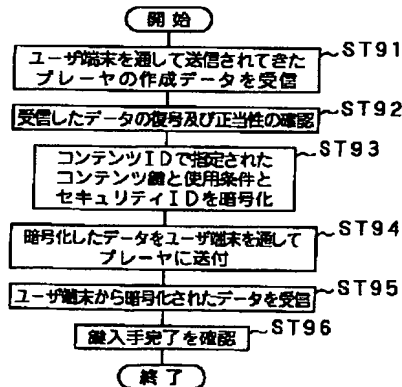 開始
ユーザ端末を通して送信されてきた ST91
プレーヤの作成データを受信
受信したデータの復号及び正当性の確認 ST92
コンテンツIDで指定された ST93
コンテンツ鍵と使用条件と
セキュリティIDを暗号化
暗号化したデータをユーザ端末を通して ST94
プレーヤに送付
ユーザ端末から暗号化されたデータを受信 ST95
鍵入手完了を確認 ST96
終了